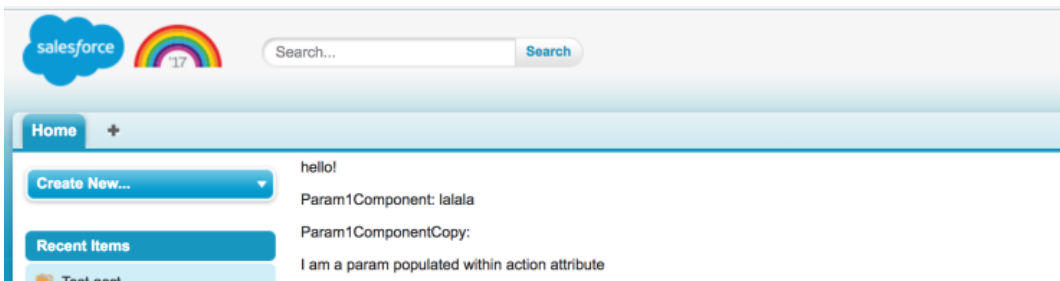 salesforce
'17
Search...
Search
Home +
Create New...
hello!
Param1Component: lalala
Param1ComponentCopy:
Recent Items
I am a param populated within action attribute